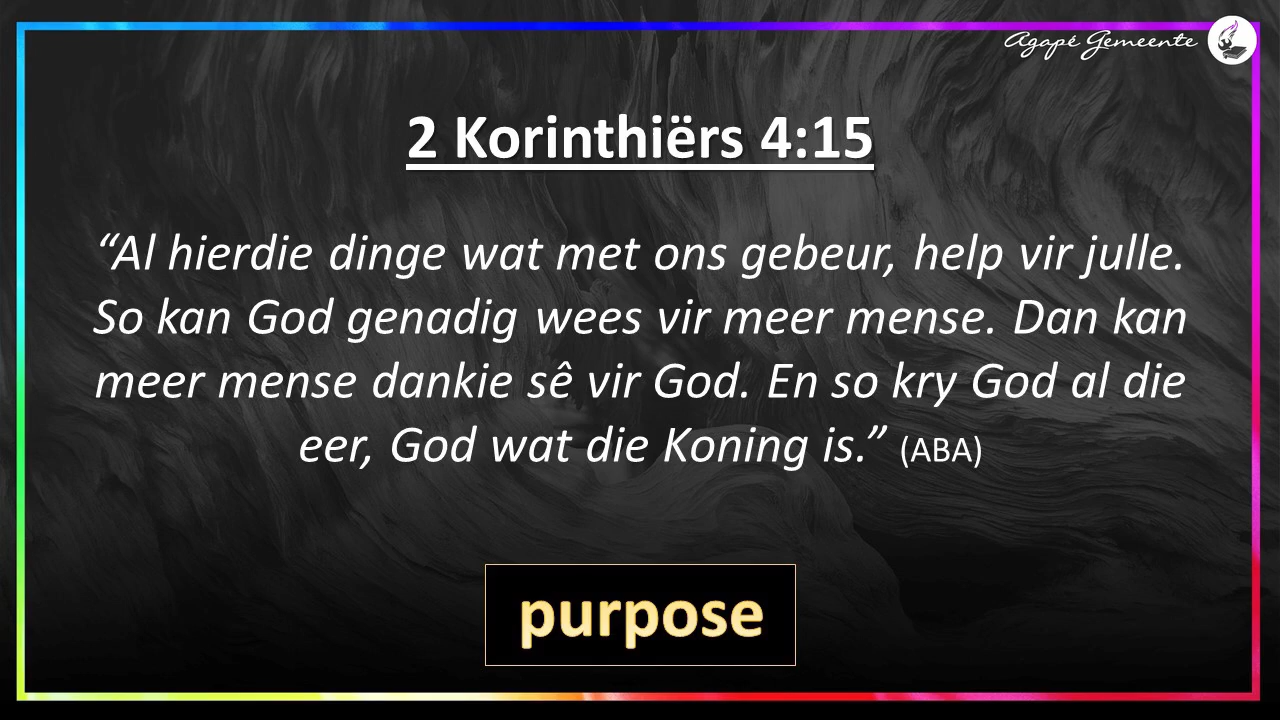 Agapé Gemeente
2 Korinthiërs 4:15
“Al hierdie dinge wat met ons gebeur, help vir julle.
So kan God genadig wees vir meer mense. Dan kan
meer mense dankie sê vir God. En so kry God al die
eer, God wat die Koning is.” (ABA)
purpose